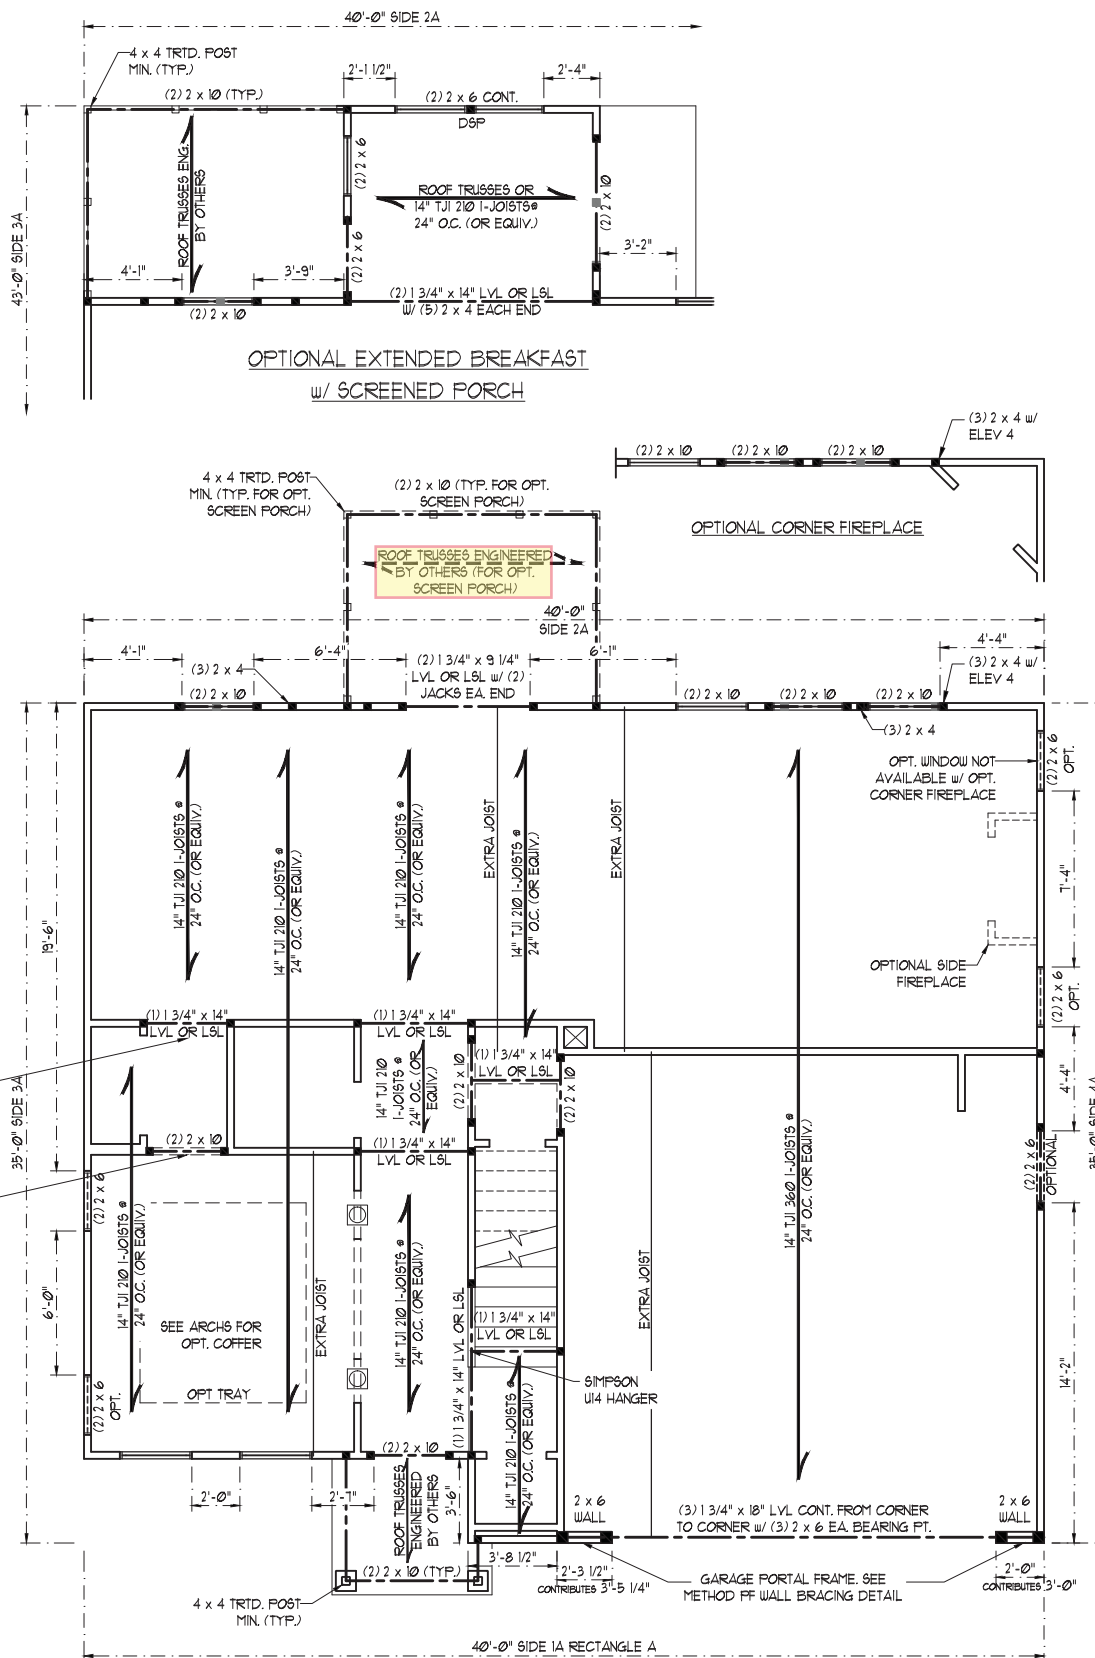 40'-0" SIDE 2A
4 x 4 TRTD. POST
MIN. (TYP.)
2'-1 1/2"
2'-4"
(2) 2 x 10 (TYP.)
(2) 2 x 6 CONT.
DSP
43'-0" SIDE 3A
ROOF TRUSSES ENG.
BY OTHERS
(2) 2 x 6
(2) 2 x 6
ROOF TRUSSES OR
14" TJI 210 I-JOISTS @
24" O.C. (OR EQUIV.)
(2) 2 x 10
3'-2"
4'-1"
3'-9"
(2) 2 x 10
(2) 1 3/4" x 14" LVL OR LSL
W/ (5) 2 x 4 EACH END
OPTIONAL EXTENDED BREAKFAST
w/ SCREENED PORCH
(3) 2 x 4 w/
ELEV 4
(2) 2 x 10
(2) 2 x 10
(2) 2 x 10
OPTIONAL CORNER FIREPLACE
4 x 4 TRTD. POST
MIN. (TYP. FOR OPT.
SCREEN PORCH)
(2) 2 x 10 (TYP. FOR OPT.
SCREEN PORCH)
ROOF TRUSSES ENGINEERED
BY OTHERS (FOR OPT.
SCREEN PORCH)
40'-0"
SIDE 2A
4'-1"
6'-4"
6'-1"
4'-4"
(3) 2 x 4
(2) 1 3/4" x 9 1/4"
LVL OR LSL w/ (2)
JACKS EA. END
(3) 2 x 4 w/
ELEV 4
(2) 2 x 10
(2) 2 x 10
(2) 2 x 10
(2) 2 x 10
(3) 2 x 4
OPT. WINDOW NOT
AVAILABLE w/ OPT.
CORNER FIREPLACE
(2) 2 x 6
OPT.
14" TJI 210 I-JOISTS @
24" O.C. (OR EQUIV.)
14" TJI 210 I-JOISTS @
24" O.C. (OR EQUIV.)
14" TJI 210 I-JOISTS @
24" O.C. (OR EQUIV.)
EXTRA JOIST
14" TJI 210 I-JOISTS @
24" O.C. (OR EQUIV.)
EXTRA JOIST
7'-4"
19'-6"
OPTIONAL SIDE
FIREPLACE
(2) 2 x 6
OPT.
(1) 1 3/4" x 14"
LVL OR LSL
(1) 1 3/4" x 14"
LVL OR LSL
14" TJI 210
I-JOISTS @
24" O.C. (OR
EQUIV.)
(2) 2 x 10
(1) 1 3/4" x 14"
LVL OR LSL
(2) 2 x 10
4'-4"
35'-0" SIDE 3A
35'-0" SIDE 4A
(2) 2 x 10
(1) 1 3/4" x 14"
LVL OR LSL
(2) 2 x 6
OPTIONAL
(2) 2 x 6
14" TJI 210 I-JOISTS @
24" O.C. (OR EQUIV.)
14" TJI 360 I-JOISTS @
24" O.C. (OR EQUIV.)
6'-0"
SEE ARCHS FOR
OPT. COFFER
EXTRA JOIST
14" TJI 210 I-JOISTS @
24" O.C. (OR EQUIV.)
(1) 1 3/4" x 14" LVL OR LSL
(1) 1 3/4" x 14"
LVL OR LSL
EXTRA JOIST
OPT TRAY
(2) 2 x 6
OPT.
SIMPSON
U14 HANGER
14'-2"
14" TJI 210 I-JOISTS @
24" O.C. (OR EQUIV.)
(2) 2 x 10
2'-0"
2'-7"
ROOF TRUSSES
ENGINEERED
BY OTHERS
3'-6"
2 x 6
WALL
(3) 1 3/4" x 18" LVL CONT. FROM CORNER
TO CORNER w/ (3) 2 x 6 EA. BEARING PT.
2 x 6
WALL
3'-8 1/2"
(2) 2 x 10 (TYP.)
2'-3 1/2"
CONTRIBUTES 3'-5 1/4"
GARAGE PORTAL FRAME. SEE
METHOD PF WALL BRACING DETAIL
2'-0"
CONTRIBUTES 3'-0"
4 x 4 TRTD. POST
MIN. (TYP.)
40'-0" SIDE 1A RECTANGLE A